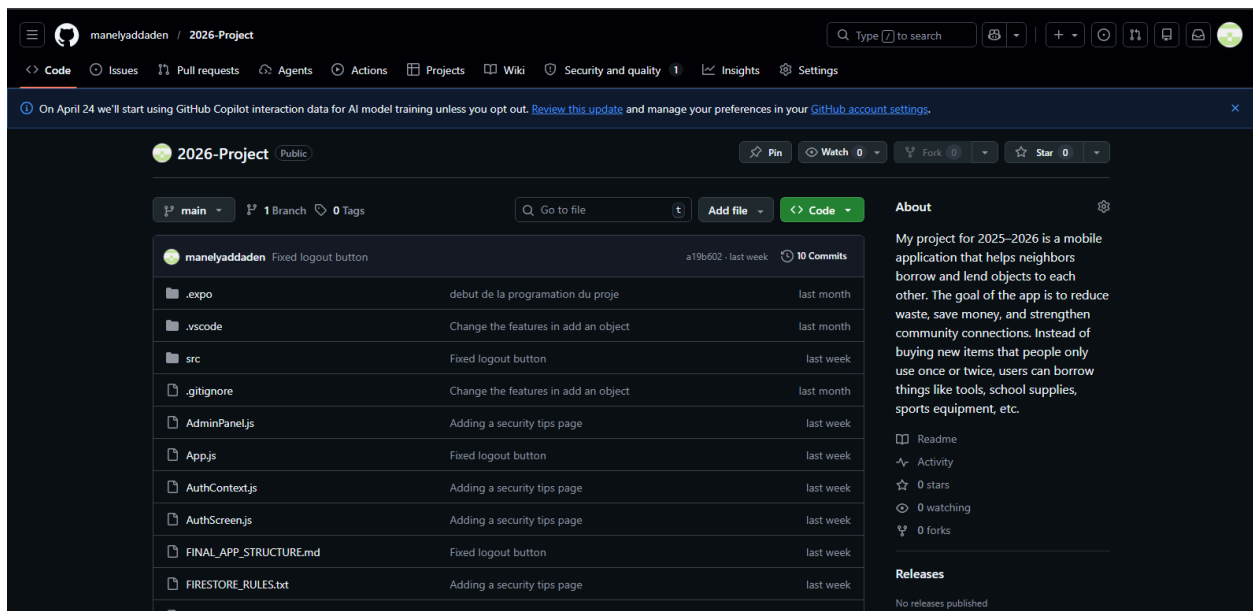 manelyaddaden / 2026-Project
Type / to search
Code Issues Pull requests Agents Actions Projects Wiki Security and quality 1 Insights Settings
On April 24 we'll start using GitHub Copilot interaction data for AI model training unless you opt out. Review this update and manage your preferences in your GitHub account settings.
2026-Project Public
Pin Watch 0 Fork 0 Star 0
main 1 Branch 0 Tags
Go to file t Add file Code
manelyaddaden Fixed logout button a19b602 · last week 10 Commits
.expo debut de la programation du proje last month
.vscode Change the features in add an object last month
src Fixed logout button last week
.gitignore Change the features in add an object last month
AdminPanel.js Adding a security tips page last week
App.js Fixed logout button last week
AuthContext.js Adding a security tips page last week
AuthScreen.js Adding a security tips page last week
FINAL_APP_STRUCTURE.md Fixed logout button last week
FIRESTORE_RULES.txt Adding a security tips page last week
About
My project for 2025–2026 is a mobile
application that helps neighbors
borrow and lend objects to each
other. The goal of the app is to reduce
waste, save money, and strengthen
community connections. Instead of
buying new items that people only
use once or twice, users can borrow
things like tools, school supplies,
sports equipment, etc.
Readme
Activity
0 stars
0 watching
0 forks
Releases
No releases published